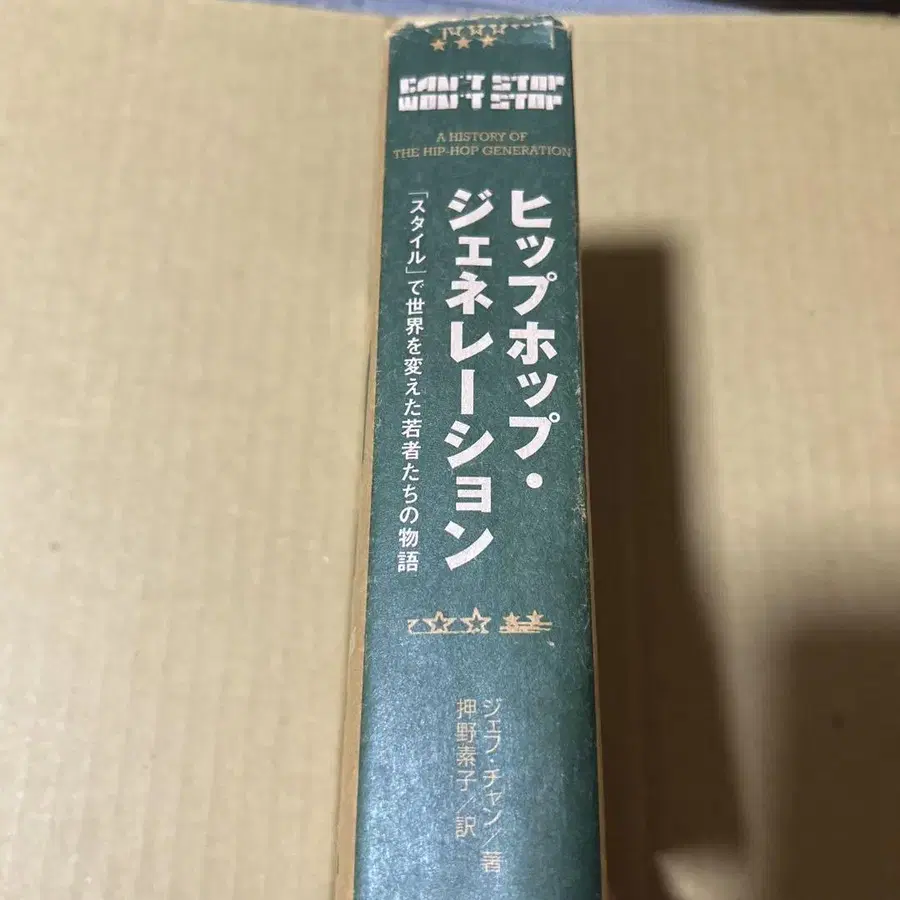 CAN'T STOP
WON'T STOP
A HISTORY OF
THE HIP-HOP GENERATION
ヒップホップ・
ジェネレーション
「スタイル」で世界を変えた若者たちの物語
ジェフ・チャン/著
押野素子/訳